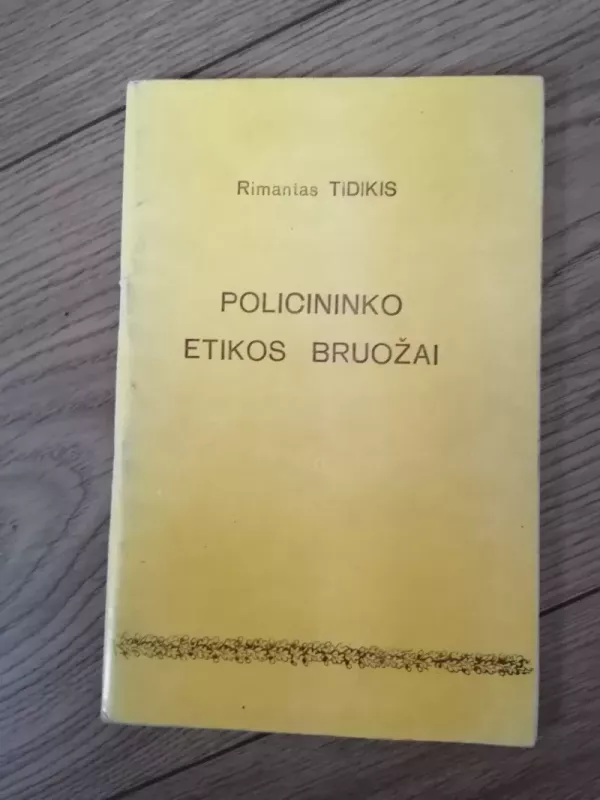 Rimantas TIDIKIS
POLICININKO
ETIKOS BRUOŽAI